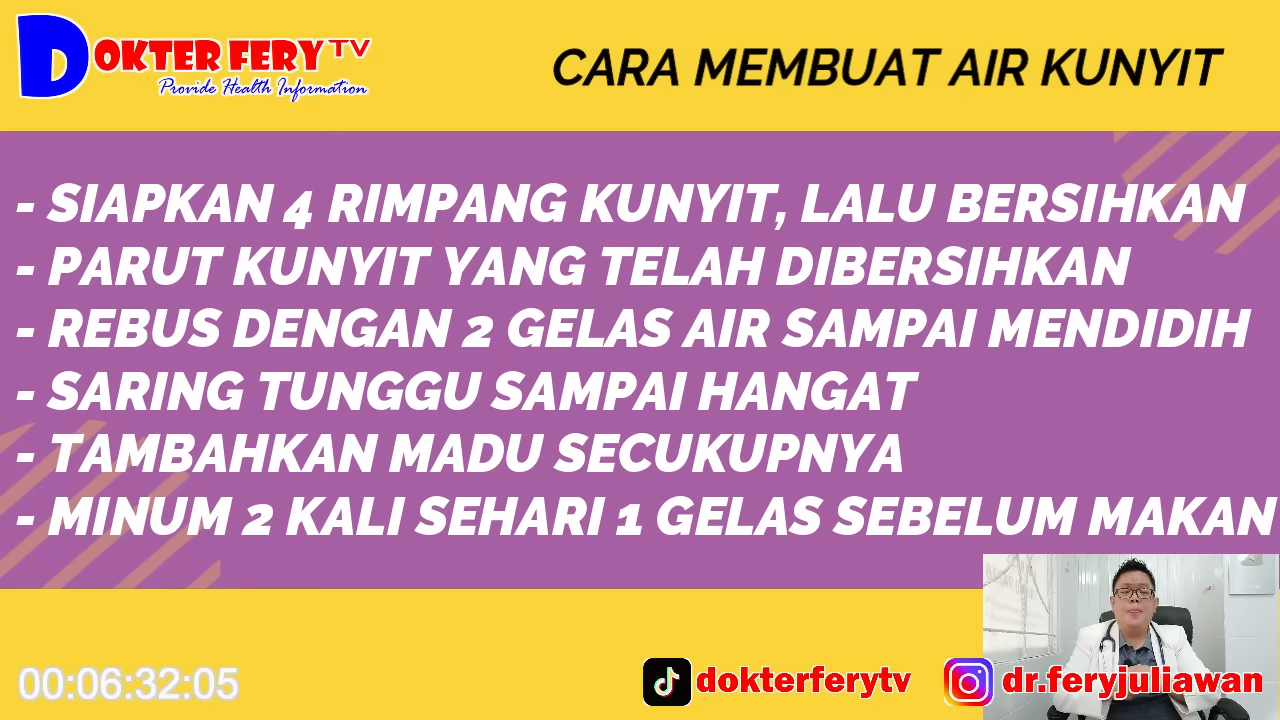 DOKTER FERY TV
Provide Health Information
CARA MEMBUAT AIR KUNYIT
- SIAPKAN 4 RIMPANG KUNYIT, LALU BERSIHKAN
- PARUT KUNYIT YANG TELAH DIBERSIHKAN
- REBUS DENGAN 2 GELAS AIR SAMPAI MENDIDIH
- SARING TUNGGU SAMPAI HANGAT
- TAMBAHKAN MADU SECUKUPNYA
- MINUM 2 KALI SEHARI 1 GELAS SEBELUM MAKAN
00:06:32:05
dokterferytv
dr.feryjuliawan